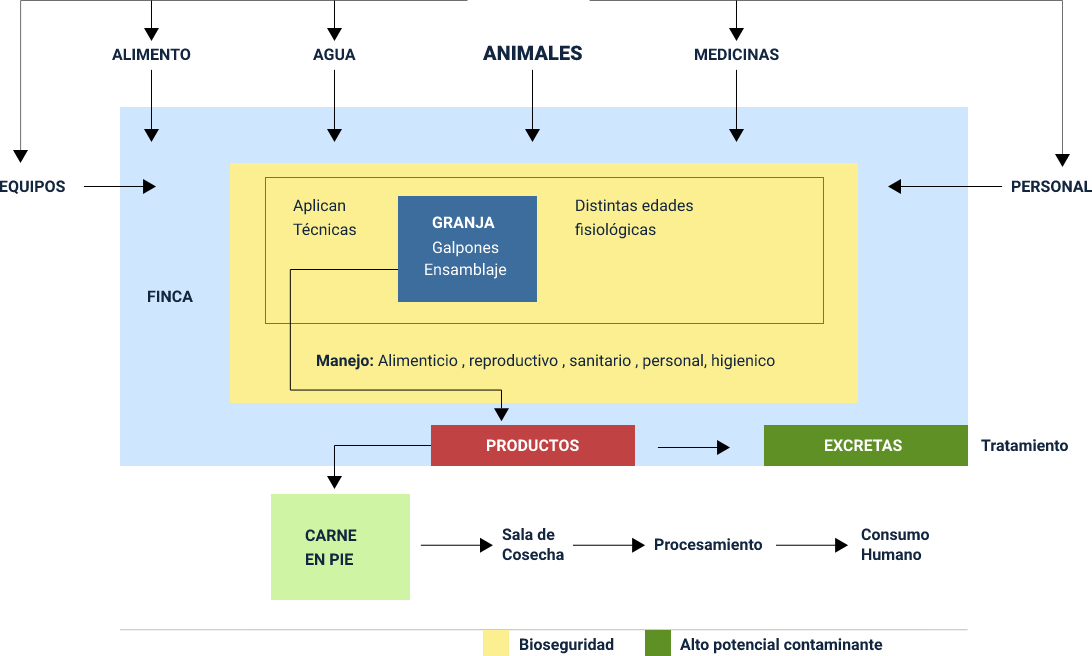 ALIMENTO
AGUA
ANIMALES
MEDICINAS
EQUIPOS
PERSONAL
Aplican
Técnicas
GRANJA
Galpones
Ensamblaje
Distintas edades
fisiológicas
FINCA
Manejo: Alimenticio , reproductivo , sanitario , personal, higienico
PRODUCTOS
EXCRETAS
Tratamiento
CARNE
EN PIE
Sala de
Cosecha
Procesamiento
Consumo
Humano
Bioseguridad
Alto potencial contaminante